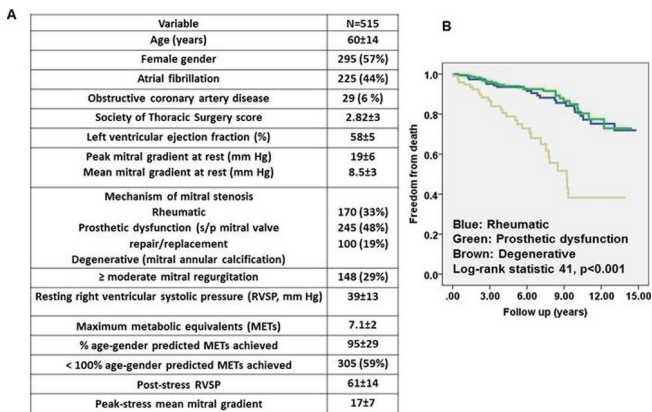 A
Variable N=515
Age (years) 60±14
Female gender 295 (57%)
Atrial fibrillation 225 (44%)
Obstructive coronary artery disease 29 (6 %)
Society of Thoracic Surgery score 2.82±3
Left ventricular ejection fraction (%) 58±5
Peak mitral gradient at rest (mm Hg) 19±6
Mean mitral gradient at rest (mm Hg) 8.5±3
Mechanism of mitral stenosis
Rheumatic 170 (33%)
Prosthetic dysfunction (s/p mitral valve 245 (48%)
repair/replacement 100 (19%)
Degenerative (mitral annular calcification)
≥ moderate mitral regurgitation 148 (29%)
Resting right ventricular systolic pressure (RVSP, mm Hg) 39±13
Maximum metabolic equivalents (METs) 7.1±2
% age-gender predicted METs achieved 95±29
< 100% age-gender predicted METs achieved 305 (59%)
Post-stress RVSP 61±14
Peak-stress mean mitral gradient 17±7
B
Freedom from death
1.0
0.8
0.6
0.4
0.2
0.0
Blue: Rheumatic
Green: Prosthetic dysfunction
Brown: Degenerative
Log-rank statistic 41, p<0.001
.00 3.00 6.00 9.00 12.00 15.00
Follow up (years)